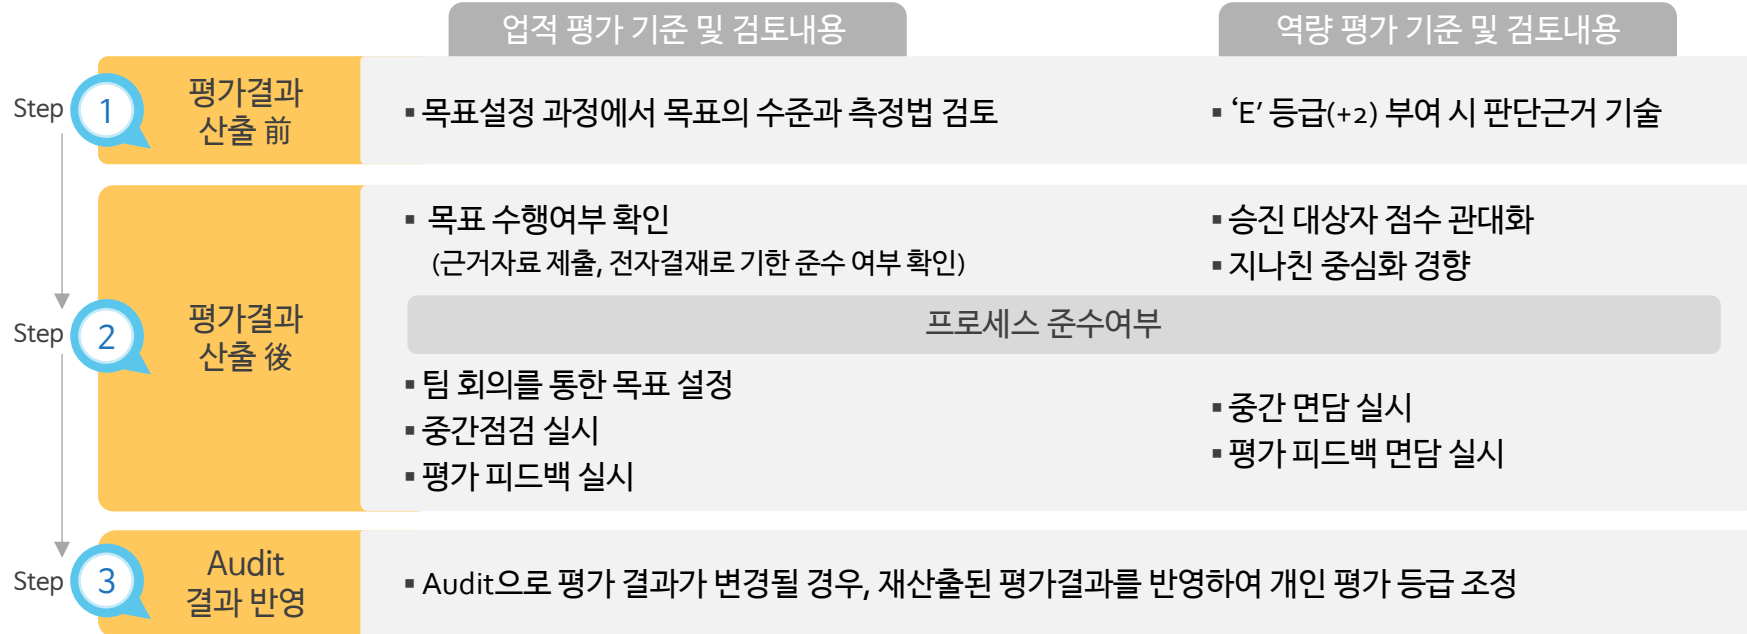 업적 평가 기준 및 검토내용
역량 평가 기준 및 검토내용
Step 1
평가결과
산출 前
▪ 목표설정 과정에서 목표의 수준과 측정법 검토
▪ ‘E’ 등급(+2) 부여 시 판단근거 기술
Step 2
평가결과
산출 後
▪ 목표 수행여부 확인
(근거자료 제출, 전자결재로 기한 준수 여부 확인)
▪ 승진 대상자 점수 관대화
▪ 지나친 중심화 경향
프로세스 준수여부
▪ 팀 회의를 통한 목표 설정
▪ 중간점검 실시
▪ 평가 피드백 실시
▪ 중간 면담 실시
▪ 평가 피드백 면담 실시
Step 3
Audit
결과 반영
▪ Audit으로 평가 결과가 변경될 경우, 재산출된 평가결과를 반영하여 개인 평가 등급 조정